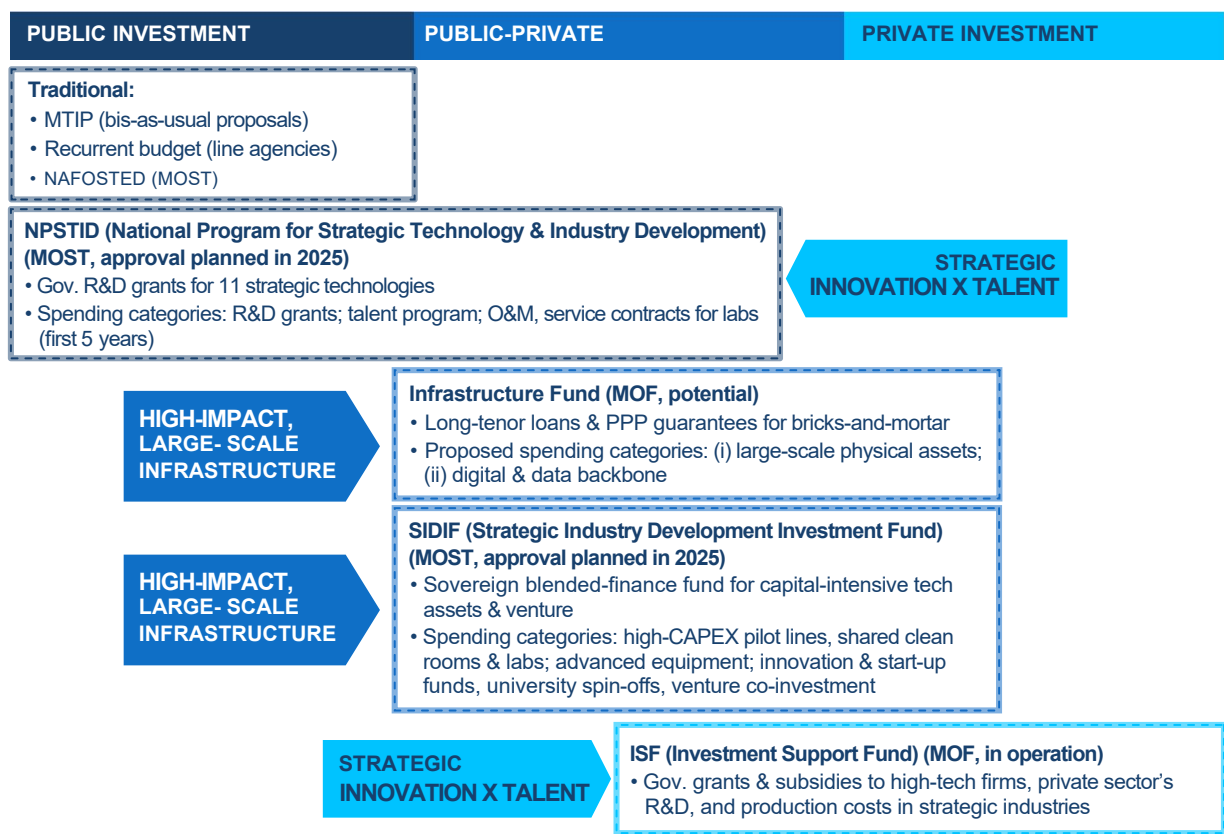 PUBLIC INVESTMENT
PUBLIC-PRIVATE
PRIVATE INVESTMENT
Traditional:
• MTIP (bis-as-usual proposals)
• Recurrent budget (line agencies)
• NAFOSTED (MOST)
NPSTID (National Program for Strategic Technology & Industry Development)
(MOST, approval planned in 2025)
• Gov. R&D grants for 11 strategic technologies
• Spending categories: R&D grants; talent program; O&M, service contracts for labs
(first 5 years)
STRATEGIC
INNOVATION X TALENT
HIGH-IMPACT,
LARGE- SCALE
INFRASTRUCTURE
Infrastructure Fund (MOF, potential)
• Long-tenor loans & PPP guarantees for bricks-and-mortar
• Proposed spending categories: (i) large-scale physical assets;
(ii) digital & data backbone
HIGH-IMPACT,
LARGE- SCALE
INFRASTRUCTURE
SIDIF (Strategic Industry Development Investment Fund)
(MOST, approval planned in 2025)
• Sovereign blended-finance fund for capital-intensive tech
assets & venture
• Spending categories: high-CAPEX pilot lines, shared clean
rooms & labs; advanced equipment; innovation & start-up
funds, university spin-offs, venture co-investment
STRATEGIC
INNOVATION X TALENT
ISF (Investment Support Fund) (MOF, in operation)
• Gov. grants & subsidies to high-tech firms, private sector's
R&D, and production costs in strategic industries